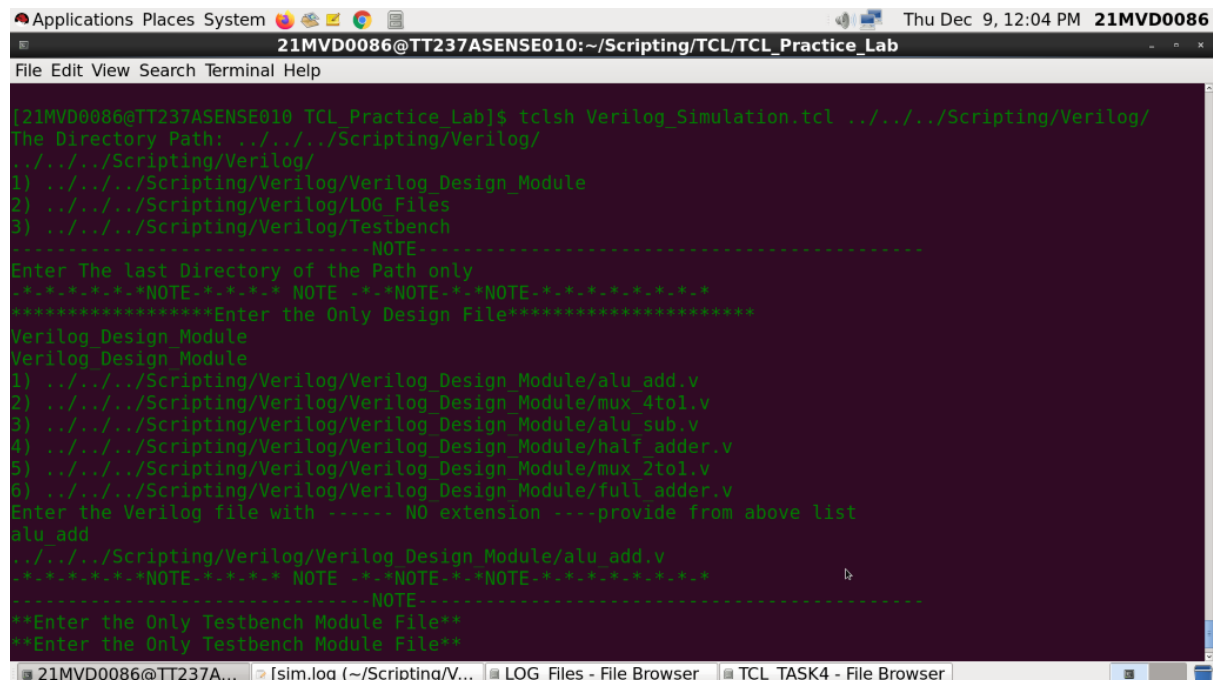 Applications Places System Thu Dec 9, 12:04 PM 21MVD0086
21MVD0086@TT237ASENSE010:~/Scripting/TCL/TCL_Practice_Lab
File Edit View Search Terminal Help
[21MVD0086@TT237ASENSE010 TCL_Practice_Lab]$ tclsh Verilog_Simulation.tcl ../../../Scripting/Verilog/
The Directory Path: ../../../Scripting/Verilog/
../../../Scripting/Verilog/
1) ../../../Scripting/Verilog/Verilog_Design_Module
2) ../../../Scripting/Verilog/LOG_Files
3) ../../../Scripting/Verilog/Testbench
--------------------------------NOTE---------------------------------------------
Enter The last Directory of the Path only
-*-*-*-*-*-*NOTE-*-*-*-* NOTE -*-*NOTE-*-*NOTE-*-*-*-*-*-*-*
******************Enter the Only Design File**********************
Verilog_Design_Module
Verilog_Design_Module
1) ../../../Scripting/Verilog/Verilog_Design_Module/alu_add.v
2) ../../../Scripting/Verilog/Verilog_Design_Module/mux_4to1.v
3) ../../../Scripting/Verilog/Verilog_Design_Module/alu_sub.v
4) ../../../Scripting/Verilog/Verilog_Design_Module/half_adder.v
5) ../../../Scripting/Verilog/Verilog_Design_Module/mux_2to1.v
6) ../../../Scripting/Verilog/Verilog_Design_Module/full_adder.v
Enter the Verilog file with ------ NO extension ----provide from above list
alu_add
../../../Scripting/Verilog/Verilog_Design_Module/alu_add.v
-*-*-*-*-*-*NOTE-*-*-*-* NOTE -*-*NOTE-*-*NOTE-*-*-*-*-*-*-*
--------------------------------NOTE---------------------------------------------
**Enter the Only Testbench Module File**
**Enter the Only Testbench Module File**
21MVD0086@TT237A... [sim.log (~/Scripting/V... LOG_Files - File Browser TCL_TASK4 - File Browser